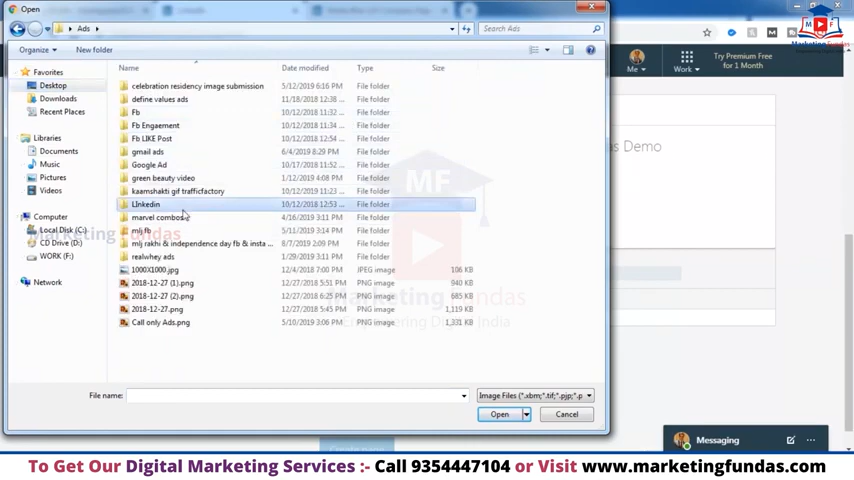 Open
Ads
Search Ads
Organize
New folder
Name
Date modified
Type
Size
Favorites
Desktop
Downloads
Recent Places
Libraries
Documents
Music
Pictures
Videos
Computer
Local Disk (C:)
CD Drive (D:)
WORK (F:)
Network
celebration residency image submission 5/12/2019 6:16 PM File folder
define values ads 11/18/2018 12:38 ... File folder
Fb 10/12/2018 11:32 ... File folder
Fb Engaement 10/12/2018 11:34 ... File folder
Fb LIKE Post 10/12/2018 12:54 ... File folder
gmail ads 6/4/2019 8:29 PM File folder
Google Ad 10/17/2018 11:52 ... File folder
green beauty video 1/12/2019 4:08 PM File folder
kaamshakti gif trafficfactory 10/12/2019 11:23 ... File folder
LInkedin 10/12/2018 12:53 ... File folder
marvel combos 4/16/2019 3:11 PM File folder
mlj fb 5/11/2019 3:14 PM File folder
mlj rakhi & independence day fb & insta ... 8/7/2019 2:09 PM File folder
realwhey ads 1/29/2019 3:11 PM File folder
1000X1000.jpg 12/4/2018 7:00 PM JPEG image 106 KB
2018-12-27 (1).png 12/27/2018 5:51 PM PNG image 940 KB
2018-12-27 (2).png 12/27/2018 6:25 PM PNG image 685 KB
2018-12-27.png 12/27/2018 5:45 PM PNG image 1,119 KB
Call only Ads.png 5/10/2019 3:06 PM PNG image 1,331 KB
File name:
Image Files (*.xbm;*.tif;*.pjp;*.p
Open
Cancel
Me
Work
Try Premium Free
for 1 Month
as Demo
Messaging
MF
Marketing Fundas
Marketing Fundas
Engineering Digital India
MF
To Get Our Digital Marketing Services :- Call 9354447104 or Visit www.marketingfundas.com